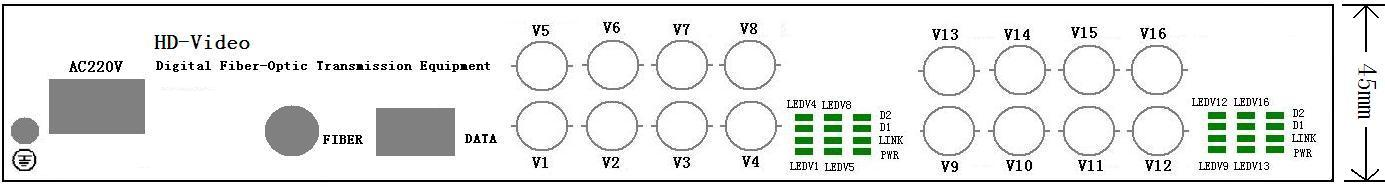 HD-Video
Digital Fiber-Optic Transmission Equipment
AC220V
FIBER
DATA
V5 V6 V7 V8
V1 V2 V3 V4
LEDV4 LEDV8
D2
D1
LINK
PWR
LEDV1 LEDV5
V13 V14 V15 V16
V9 V10 V11 V12
LEDV12 LEDV16
D2
D1
LINK
PWR
LEDV9 LEDV13
45mm